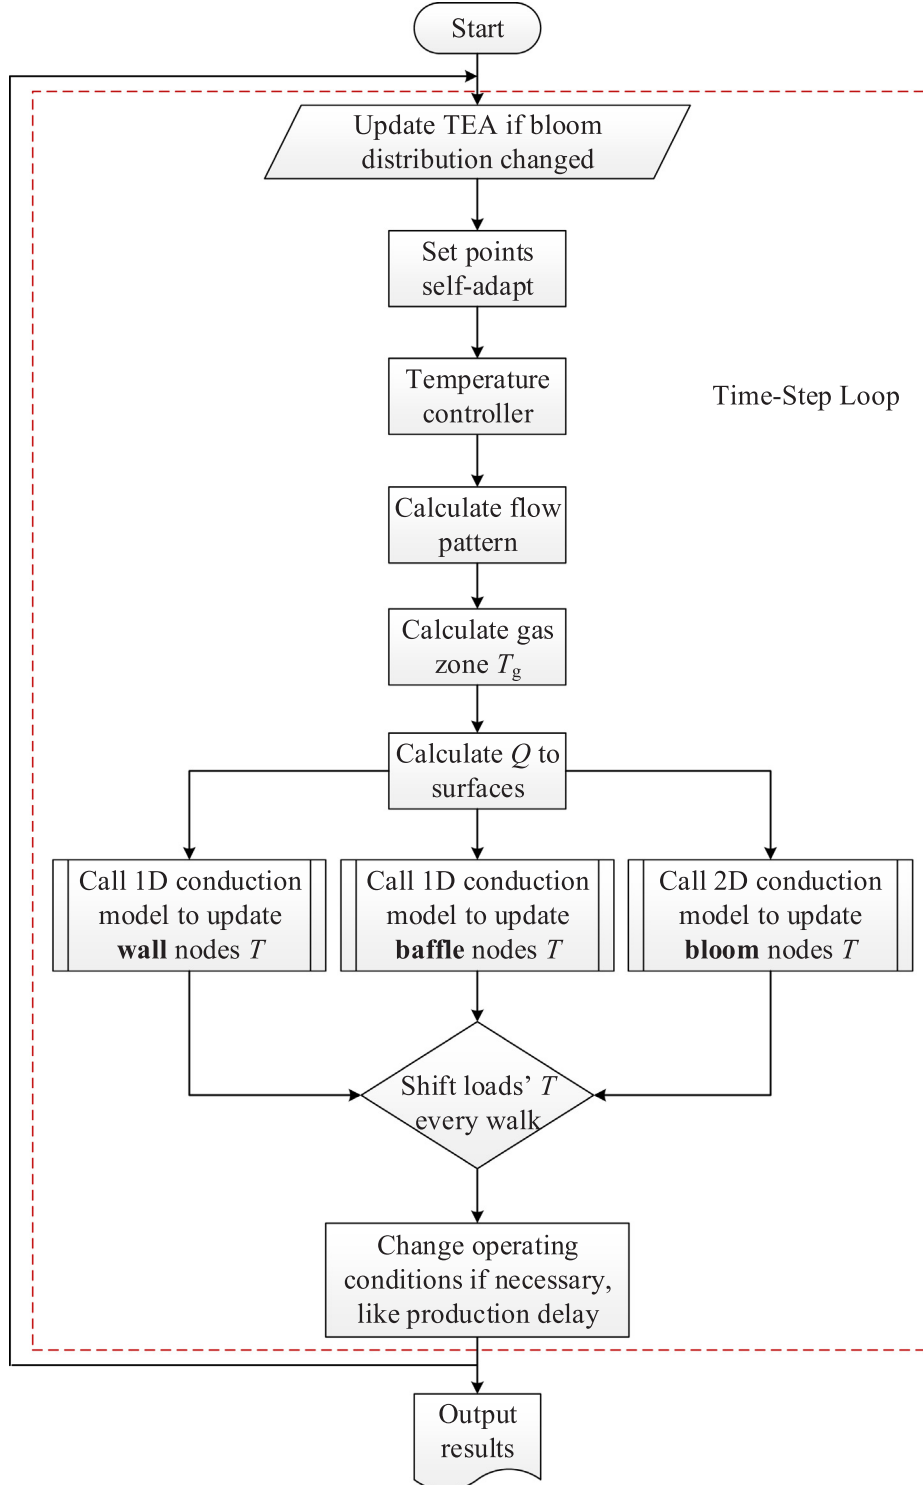 Start
Update TEA if bloom
distribution changed
Set points
self-adapt
Temperature
controller
Time-Step Loop
Calculate flow
pattern
Calculate gas
zone Tg
Calculate Q to
surfaces
Call 1D conduction
model to update
wall nodes T
Call 1D conduction
model to update
baffle nodes T
Call 2D conduction
model to update
bloom nodes T
Shift loads’ T
every walk
Change operating
conditions if necessary,
like production delay
Output
results